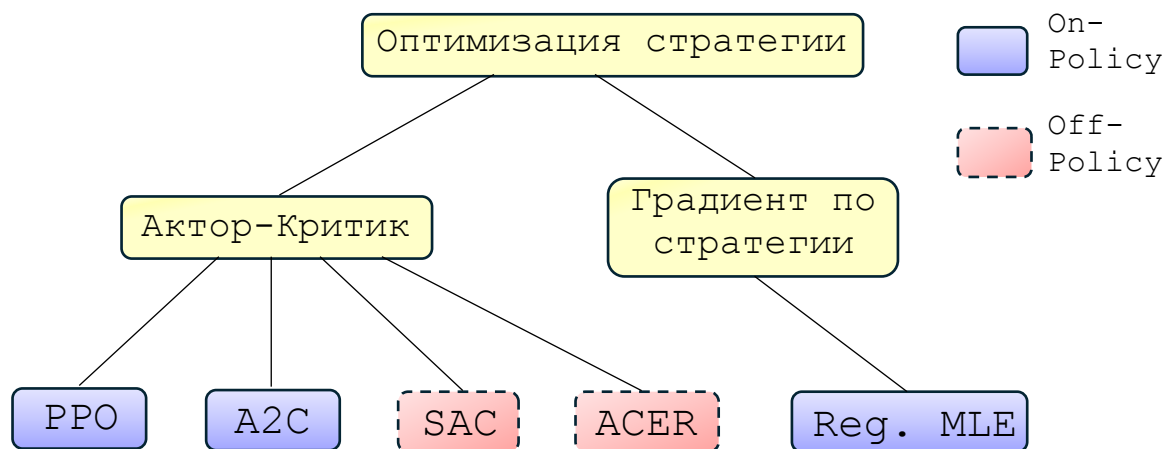 Оптимизация стратегии
On-
Policy
Off-
Policy
Актор-Критик
Градиент по
стратегии
PPO
A2C
SAC
ACER
Reg. MLE